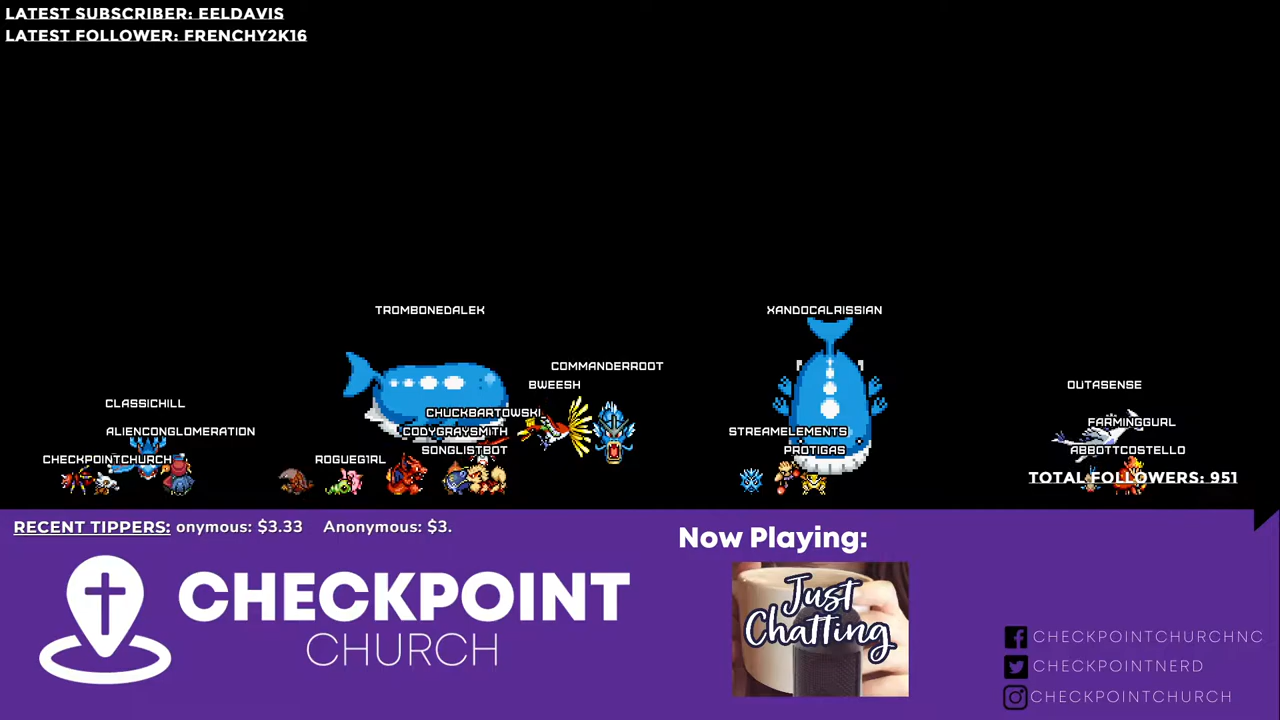 LATEST SUBSCRIBER: EELDAVIS
LATEST FOLLOWER: FRENCHY2K16
TROMBONEDALEK
XANDOCALRISSIAN
COMMANDERROOT
BWEESH
OUTASENSE
CLASSICHILL
CHUCKBARTOWSKI
FARMINGGURL
ALIENCONGLOMERATION
CODYGRAYSMITH
STREAMELEMENTS
SONGLISTBOT
PROTIGAS
ABBOTTCOSTELLO
CHECKPOINTCHURCH
ROGUEG1RL
TOTAL FOLLOWERS: 951
RECENT TIPPERS: onymous: $3.33 Anonymous: $3.
CHECKPOINT
CHURCH
Now Playing:
Just
Chatting
CHECKPOINTCHURCHNC
CHECKPOINTNERD
CHECKPOINTCHURCH